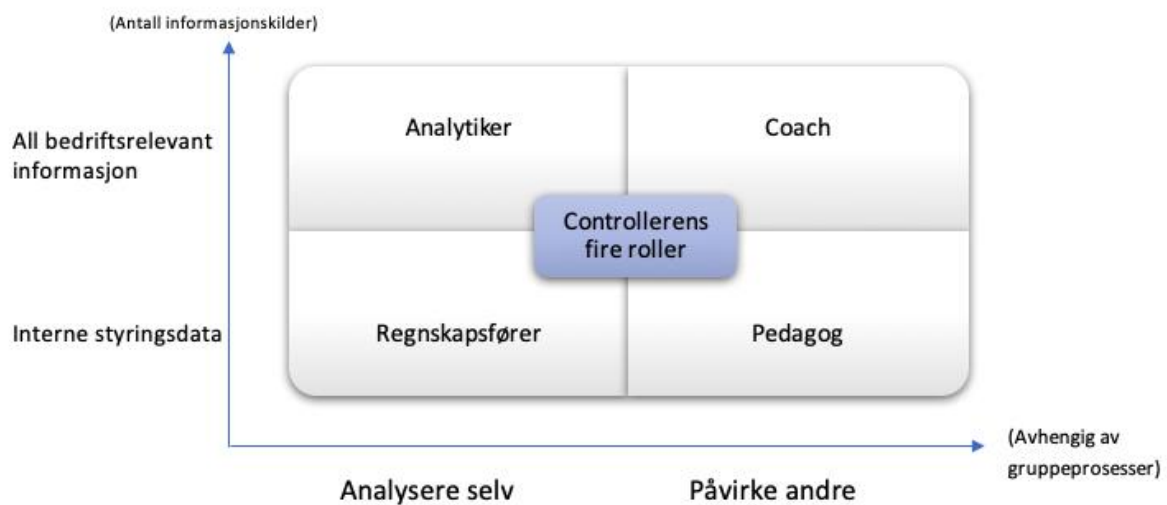 (Antall informasjonskilder)
All bedriftsrelevant
informasjon
Analytiker
Coach
Controllerens
fire roller
Interne styringsdata
Regnskapsfører
Pedagog
(Avhengig av
gruppeprosesser)
Analysere selv
Påvirke andre